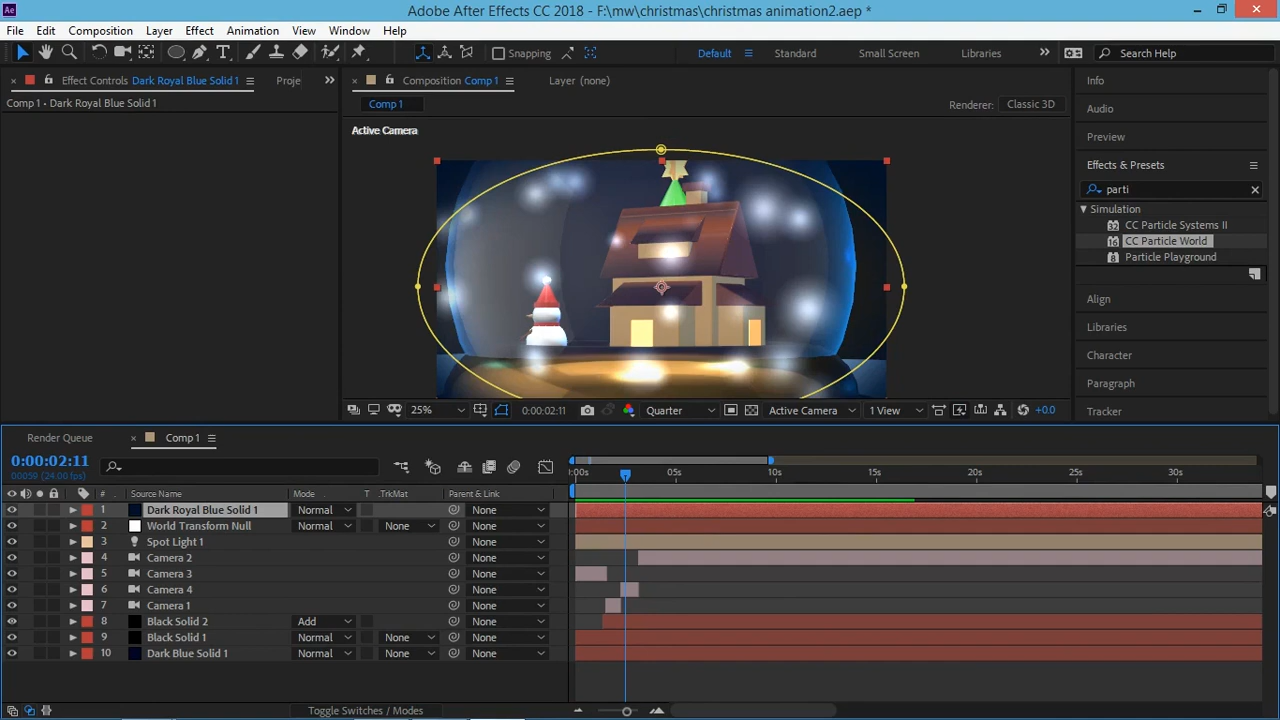 Adobe After Effects CC 2018 - F:\mw\christmas\christmas animation2.aep *
File Edit Composition Layer Effect Animation View Window Help
Snapping Default Standard Small Screen Libraries Search Help
Effect Controls Dark Royal Blue Solid 1 Proje
Composition Comp 1 Layer (none)
Comp 1 • Dark Royal Blue Solid 1
Comp 1
Renderer: Classic 3D
Active Camera
Info
Audio
Preview
Effects & Presets
parti
Simulation
32 CC Particle Systems II
16 CC Particle World
8 Particle Playground
Align
Libraries
Character
Paragraph
Tracker
25% 0:00:02:11 Quarter Active Camera 1 View +0.0
Render Queue Comp 1
0:00:02:11
00059 (24.00 fps)
:00s 05s 10s 15s 20s 25s 30s
# Source Name Mode T TrkMat Parent & Link
1 Dark Royal Blue Solid 1 Normal None
2 World Transform Null Normal None None
3 Spot Light 1 None
4 Camera 2 None
5 Camera 3 None
6 Camera 4 None
7 Camera 1 None
8 Black Solid 2 Add None
9 Black Solid 1 Normal None None
10 Dark Blue Solid 1 Normal None None
Toggle Switches / Modes